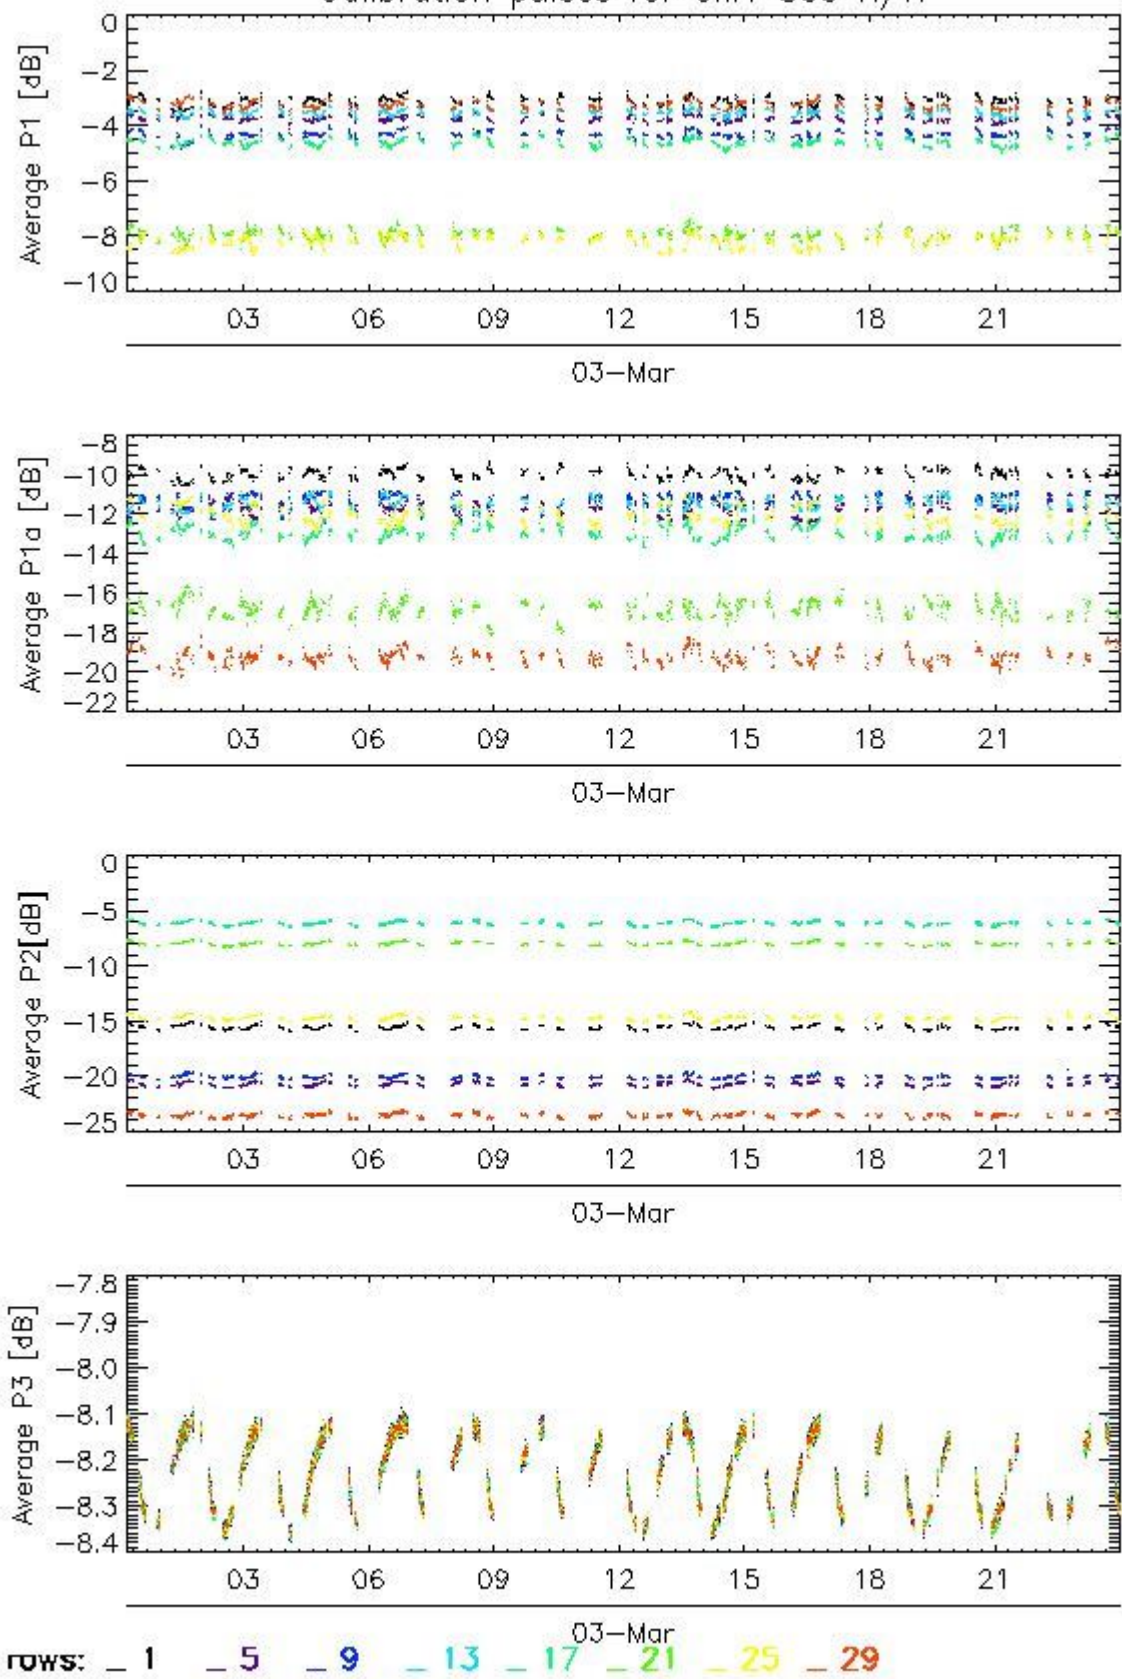 0
-2
-4
-6
-8
-10
Average P1 [dB]
03 06 09 12 15 18 21
03-Mar
-8
-10
-12
-14
-16
-18
-20
-22
Average P1a [dB]
03 06 09 12 15 18 21
03-Mar
0
-5
-10
-15
-20
-25
Average P2[dB]
03 06 09 12 15 18 21
03-Mar
-7.8
-7.9
-8.0
-8.1
-8.2
-8.3
-8.4
Average P3 [dB]
03 06 09 12 15 18 21
03-Mar
rows: _ 1 _ 5 _ 9 _ 13 _ 17 _ 21 _ 25 _ 29